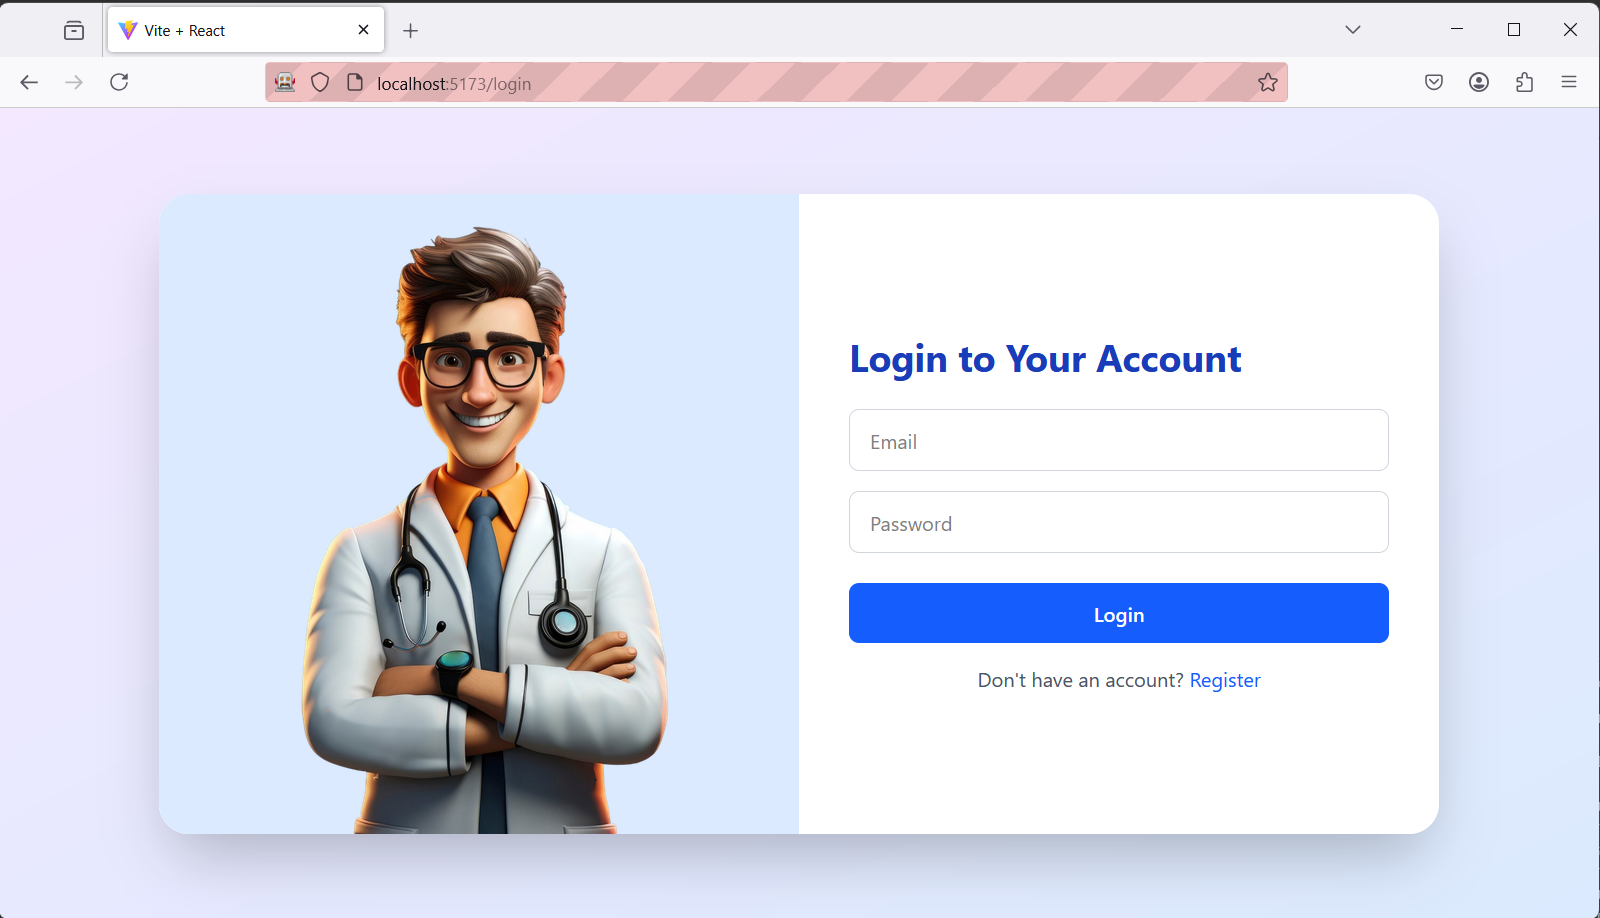 Vite + React
localhost:5173/login
Login to Your Account
Email
Password
Login
Don't have an account? Register